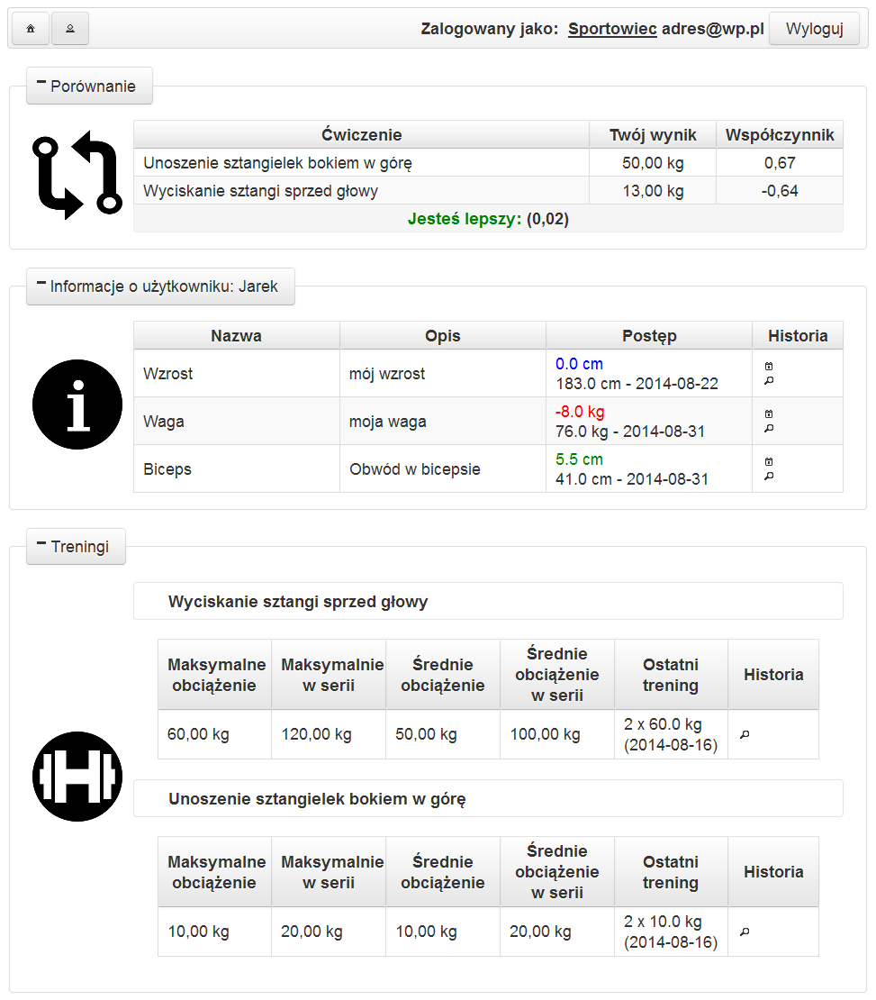 Zalogowany jako: Sportowiec adres@wp.pl Wyloguj
Porównanie
Ćwiczenie Twój wynik Współczynnik
Unoszenie sztangielek bokiem w górę 50,00 kg 0,67
Wyciskanie sztangi sprzed głowy 13,00 kg -0,64
Jesteś lepszy: (0,02)
Informacje o użytkowniku: Jarek
Nazwa Opis Postęp Historia
Wzrost mój wzrost 0.0 cm
183.0 cm - 2014-08-22
Waga moja waga -8.0 kg
76.0 kg - 2014-08-31
Biceps Obwód w bicepsie 5.5 cm
41.0 cm - 2014-08-31
Treningi
Wyciskanie sztangi sprzed głowy
Maksymalne obciążenie Maksymalnie w serii Średnie obciążenie Średnie obciążenie w serii Ostatni trening Historia
60,00 kg 120,00 kg 50,00 kg 100,00 kg 2 x 60.0 kg
(2014-08-16)
Unoszenie sztangielek bokiem w górę
Maksymalne obciążenie Maksymalnie w serii Średnie obciążenie Średnie obciążenie w serii Ostatni trening Historia
10,00 kg 20,00 kg 10,00 kg 20,00 kg 2 x 10.0 kg
(2014-08-16)